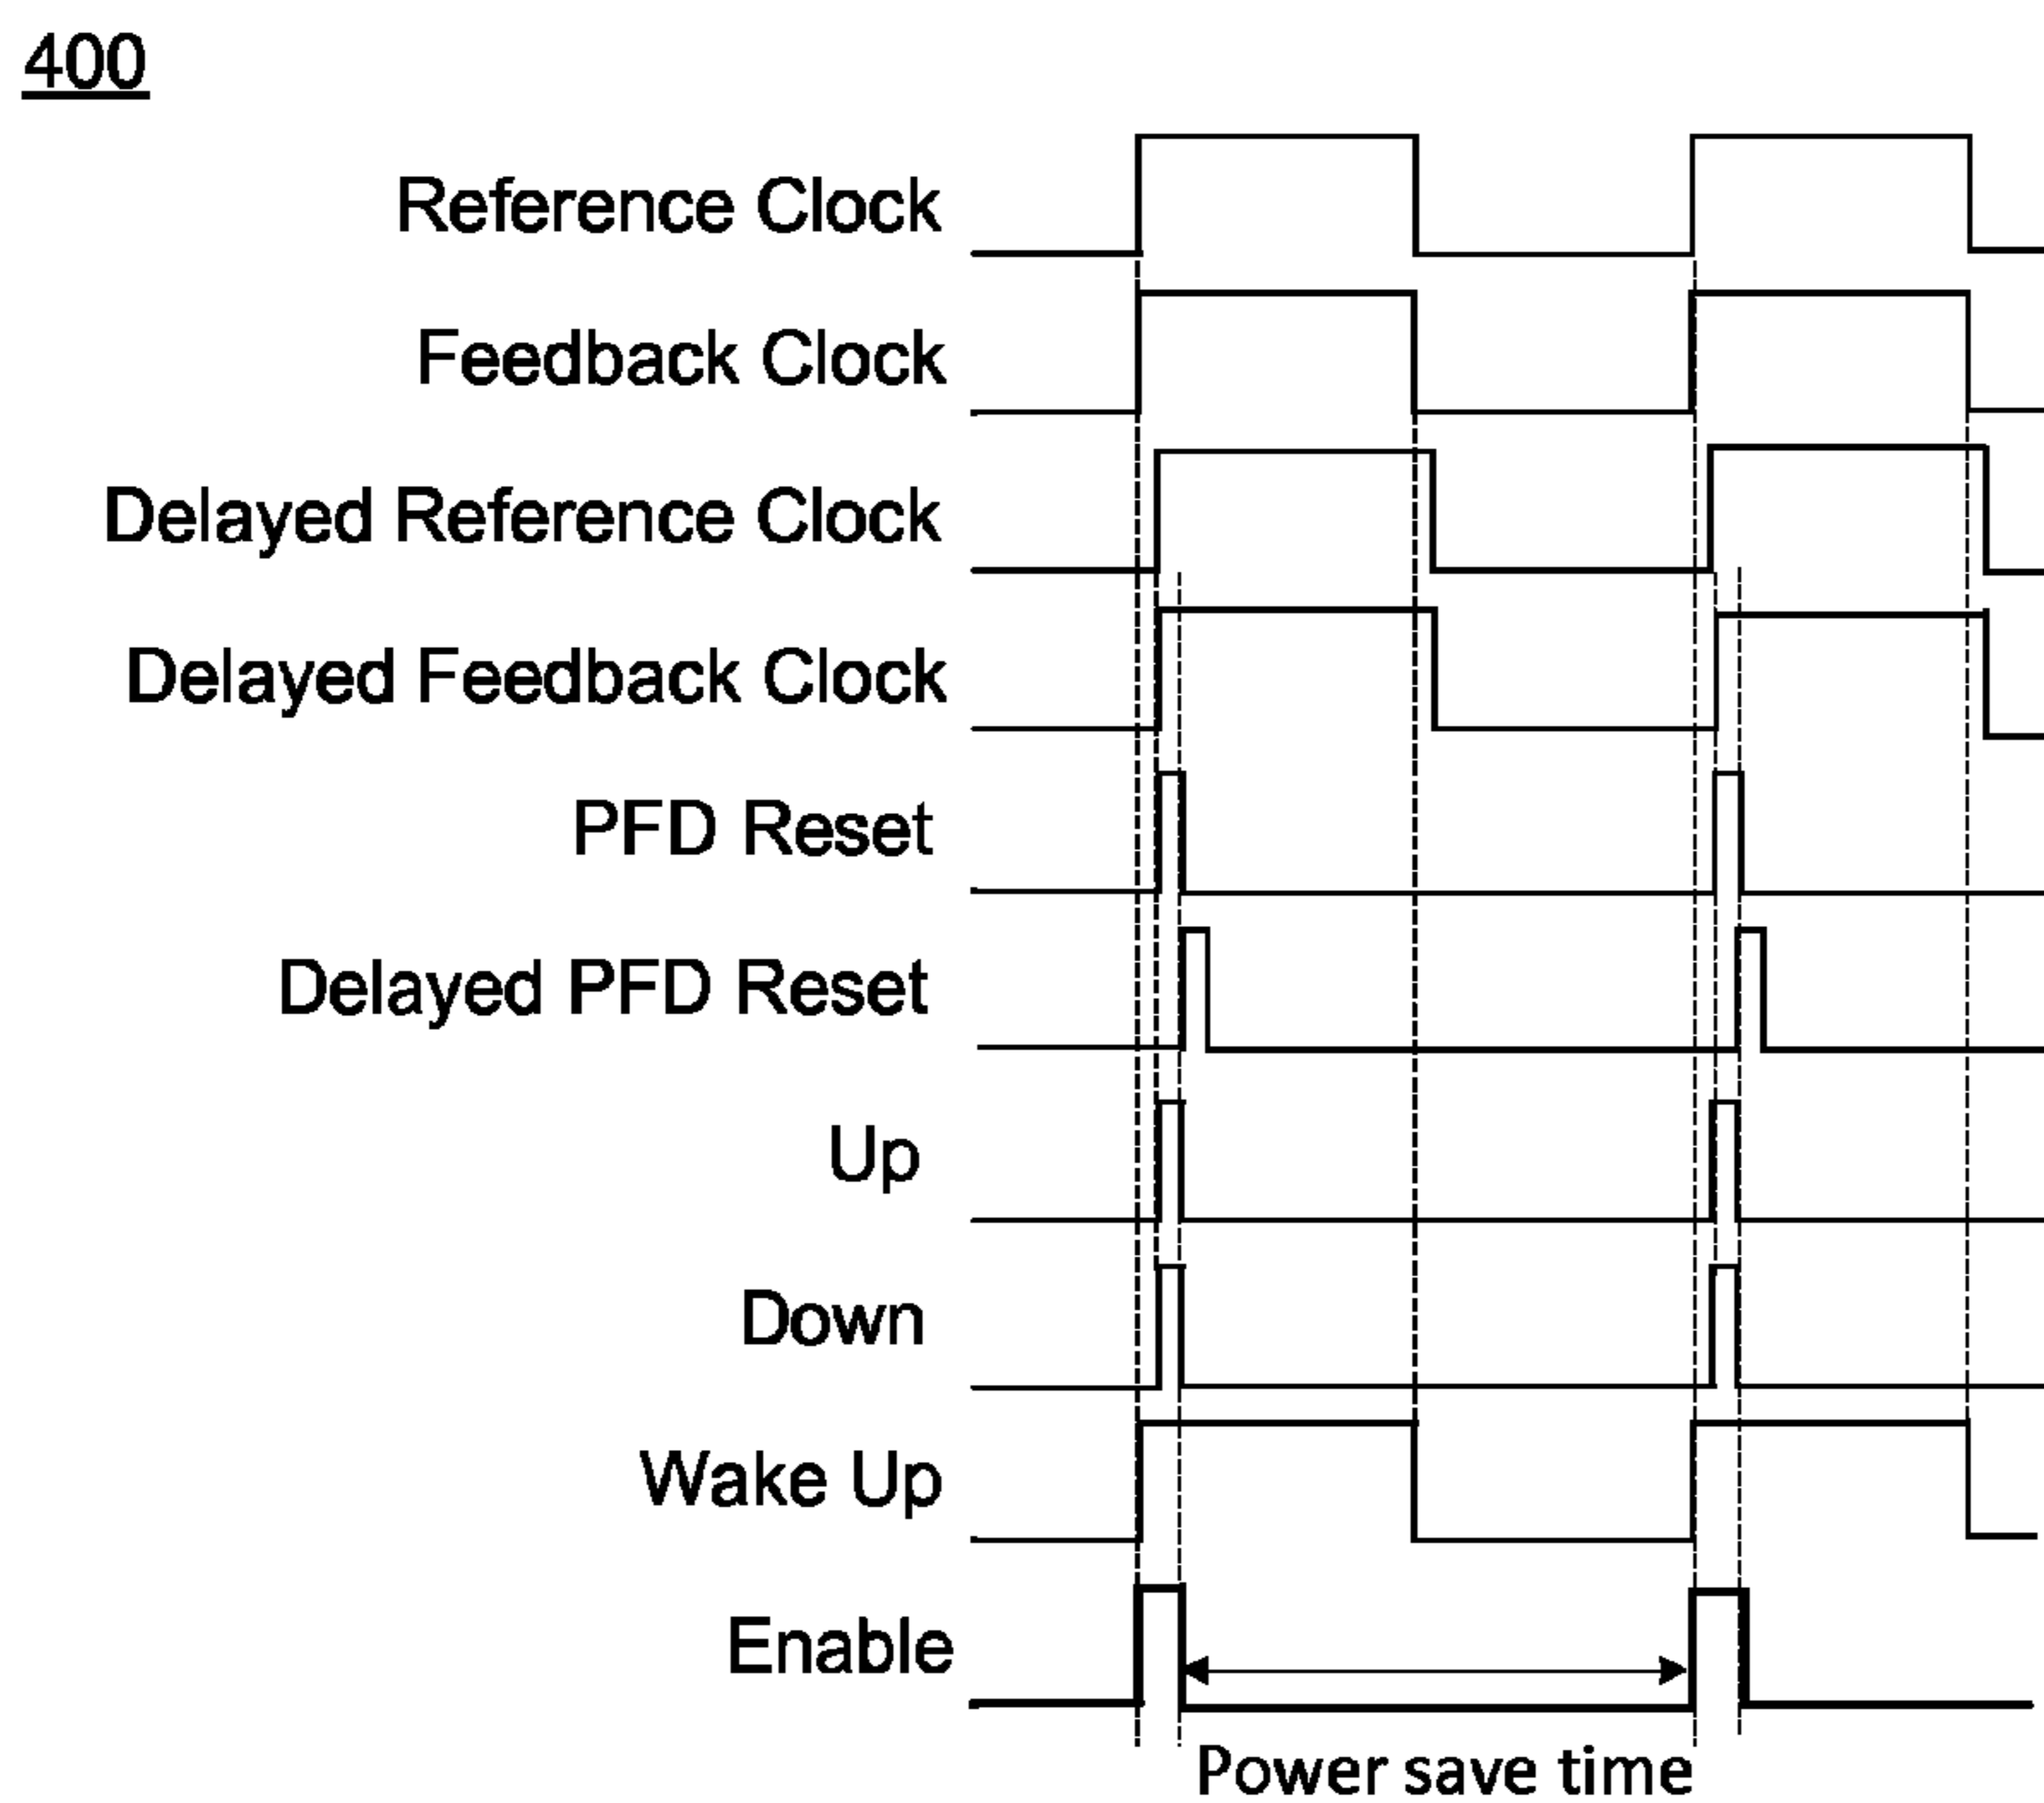 400
Reference Clock
Feedback Clock
Delayed Reference Clock
Delayed Feedback Clock
PFD Reset
Delayed PFD Reset
Up
Down
Wake Up
Enable
Power save time